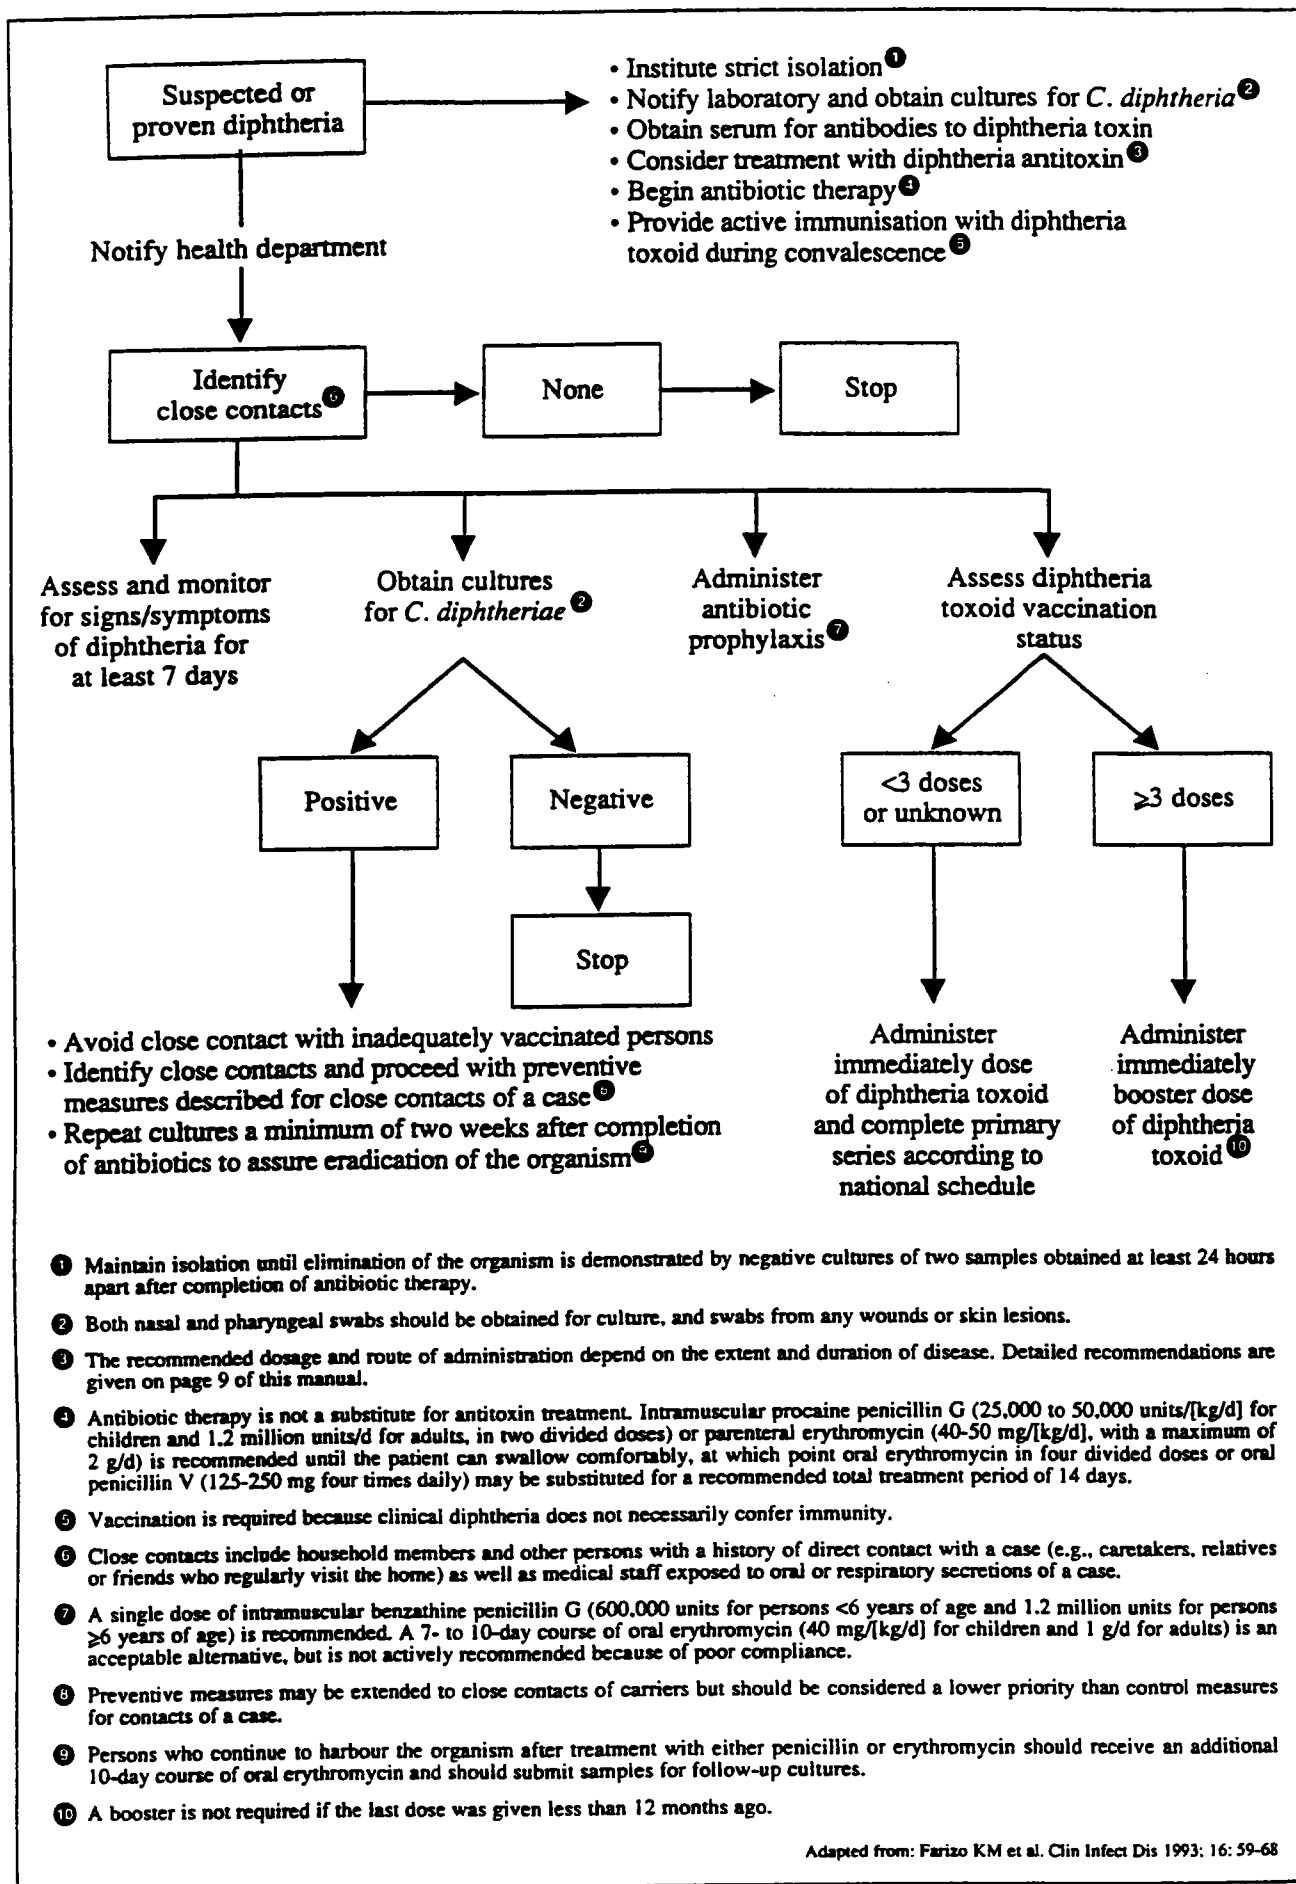 Suspected or
proven diphtheria
• Institute strict isolation ❶
• Notify laboratory and obtain cultures for C. diphtheria ❷
• Obtain serum for antibodies to diphtheria toxin
• Consider treatment with diphtheria antitoxin ❸
• Begin antibiotic therapy ❹
• Provide active immunisation with diphtheria
toxoid during convalescence ❺
Notify health department
Identify
close contacts ❻
None
Stop
Assess and monitor
for signs/symptoms
of diphtheria for
at least 7 days
Obtain cultures
for C. diphtheriae ❷
Administer
antibiotic
prophylaxis ❼
Assess diphtheria
toxoid vaccination
status
Positive
Negative
<3 doses
or unknown
⩾3 doses
Stop
• Avoid close contact with inadequately vaccinated persons
• Identify close contacts and proceed with preventive
measures described for close contacts of a case ❽
• Repeat cultures a minimum of two weeks after completion
of antibiotics to assure eradication of the organism ❾
Administer
immediately dose
of diphtheria toxoid
and complete primary
series according to
national schedule
Administer
immediately
booster dose
of diphtheria
toxoid ❿
❶ Maintain isolation until elimination of the organism is demonstrated by negative cultures of two samples obtained at least 24 hours
apart after completion of antibiotic therapy.
❷ Both nasal and pharyngeal swabs should be obtained for culture, and swabs from any wounds or skin lesions.
❸ The recommended dosage and route of administration depend on the extent and duration of disease. Detailed recommendations are
given on page 9 of this manual.
❹ Antibiotic therapy is not a substitute for antitoxin treatment. Intramuscular procaine penicillin G (25,000 to 50,000 units/[kg/d] for
children and 1.2 million units/d for adults, in two divided doses) or parenteral erythromycin (40-50 mg/[kg/d], with a maximum of
2 g/d) is recommended until the patient can swallow comfortably, at which point oral erythromycin in four divided doses or oral
penicillin V (125-250 mg four times daily) may be substituted for a recommended total treatment period of 14 days.
❺ Vaccination is required because clinical diphtheria does not necessarily confer immunity.
❻ Close contacts include household members and other persons with a history of direct contact with a case (e.g., caretakers, relatives
or friends who regularly visit the home) as well as medical staff exposed to oral or respiratory secretions of a case.
❼ A single dose of intramuscular benzathine penicillin G (600,000 units for persons <6 years of age and 1.2 million units for persons
⩾6 years of age) is recommended. A 7- to 10-day course of oral erythromycin (40 mg/[kg/d] for children and 1 g/d for adults) is an
acceptable alternative, but is not actively recommended because of poor compliance.
❽ Preventive measures may be extended to close contacts of carriers but should be considered a lower priority than control measures
for contacts of a case.
❾ Persons who continue to harbour the organism after treatment with either penicillin or erythromycin should receive an additional
10-day course of oral erythromycin and should submit samples for follow-up cultures.
❿ A booster is not required if the last dose was given less than 12 months ago.
Adapted from: Farizo KM et al. Clin Infect Dis 1993: 16: 59-68